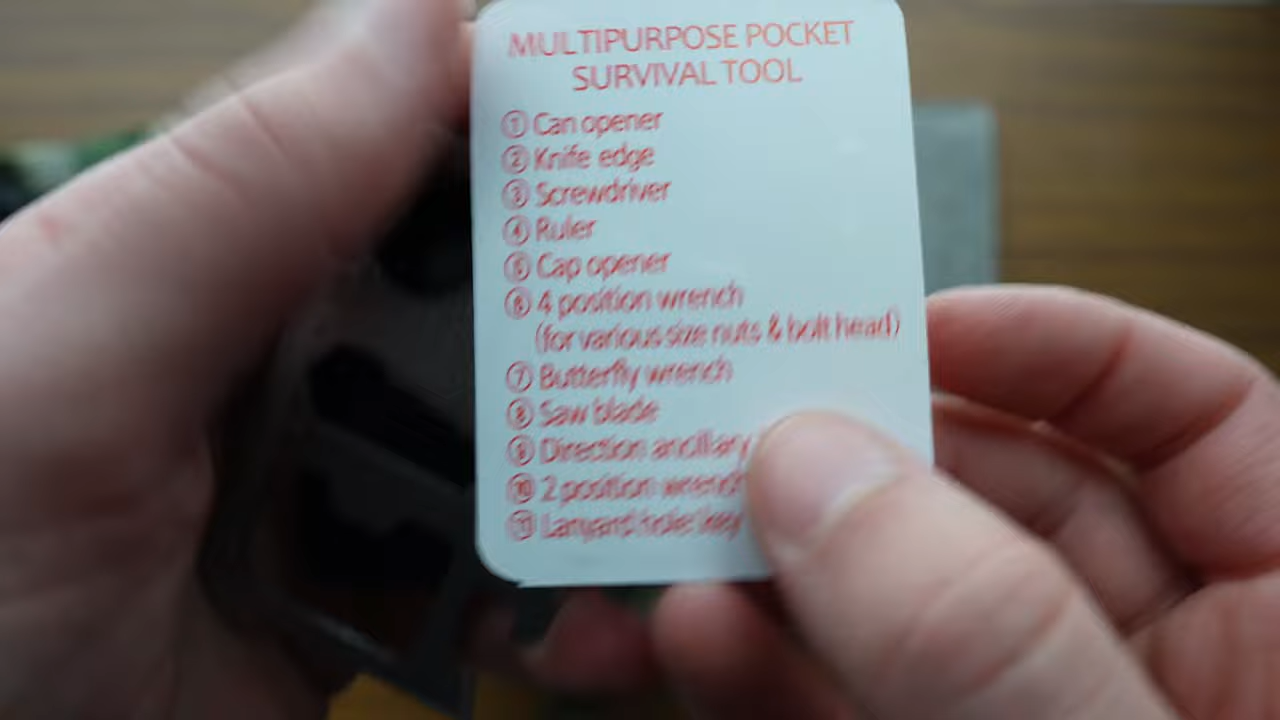 MULTIPURPOSE POCKET
SURVIVAL TOOL
① Can opener
② Knife edge
③ Screwdriver
④ Ruler
⑤ Cap opener
⑥ 4 position wrench
(for various size nuts & bolt head)
⑦ Butterfly wrench
⑧ Saw blade
⑨ Direction ancillary
⑩ 2 position wrench
⑪ Lanyard hole key